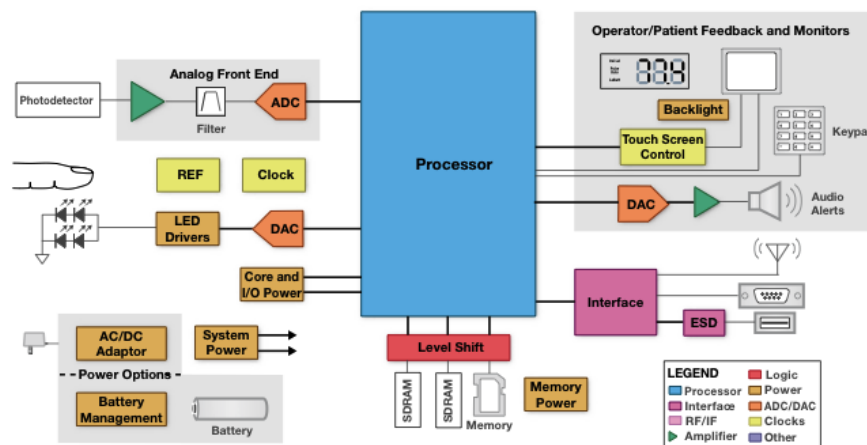 Operator/Patient Feedback and Monitors
Analog Front End
Photodetector
Filter
ADC
Backlight
Touch Screen
Control
Keypa
Processor
REF
Clock
LED
Drivers
DAC
DAC
Audio
Alerts
Core and
I/O Power
Interface
ESD
AC/DC
Adaptor
System
Power
Power Options
Battery
Management
Battery
Level Shift
SDRAM
SDRAM
Memory
Memory
Power
LEGEND
Processor
Interface
RF/IF
Amplifier
Logic
Power
ADC/DAC
Clocks
Other